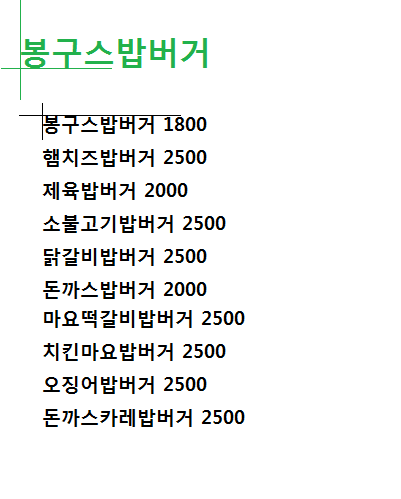 봉구스밥버거
봉구스밥버거 1800
햄치즈밥버거 2500
제육밥버거 2000
소불고기밥버거 2500
닭갈비밥버거 2500
돈까스밥버거 2000
마요떡갈비밥버거 2500
치킨마요밥버거 2500
오징어밥버거 2500
돈까스카레밥버거 2500